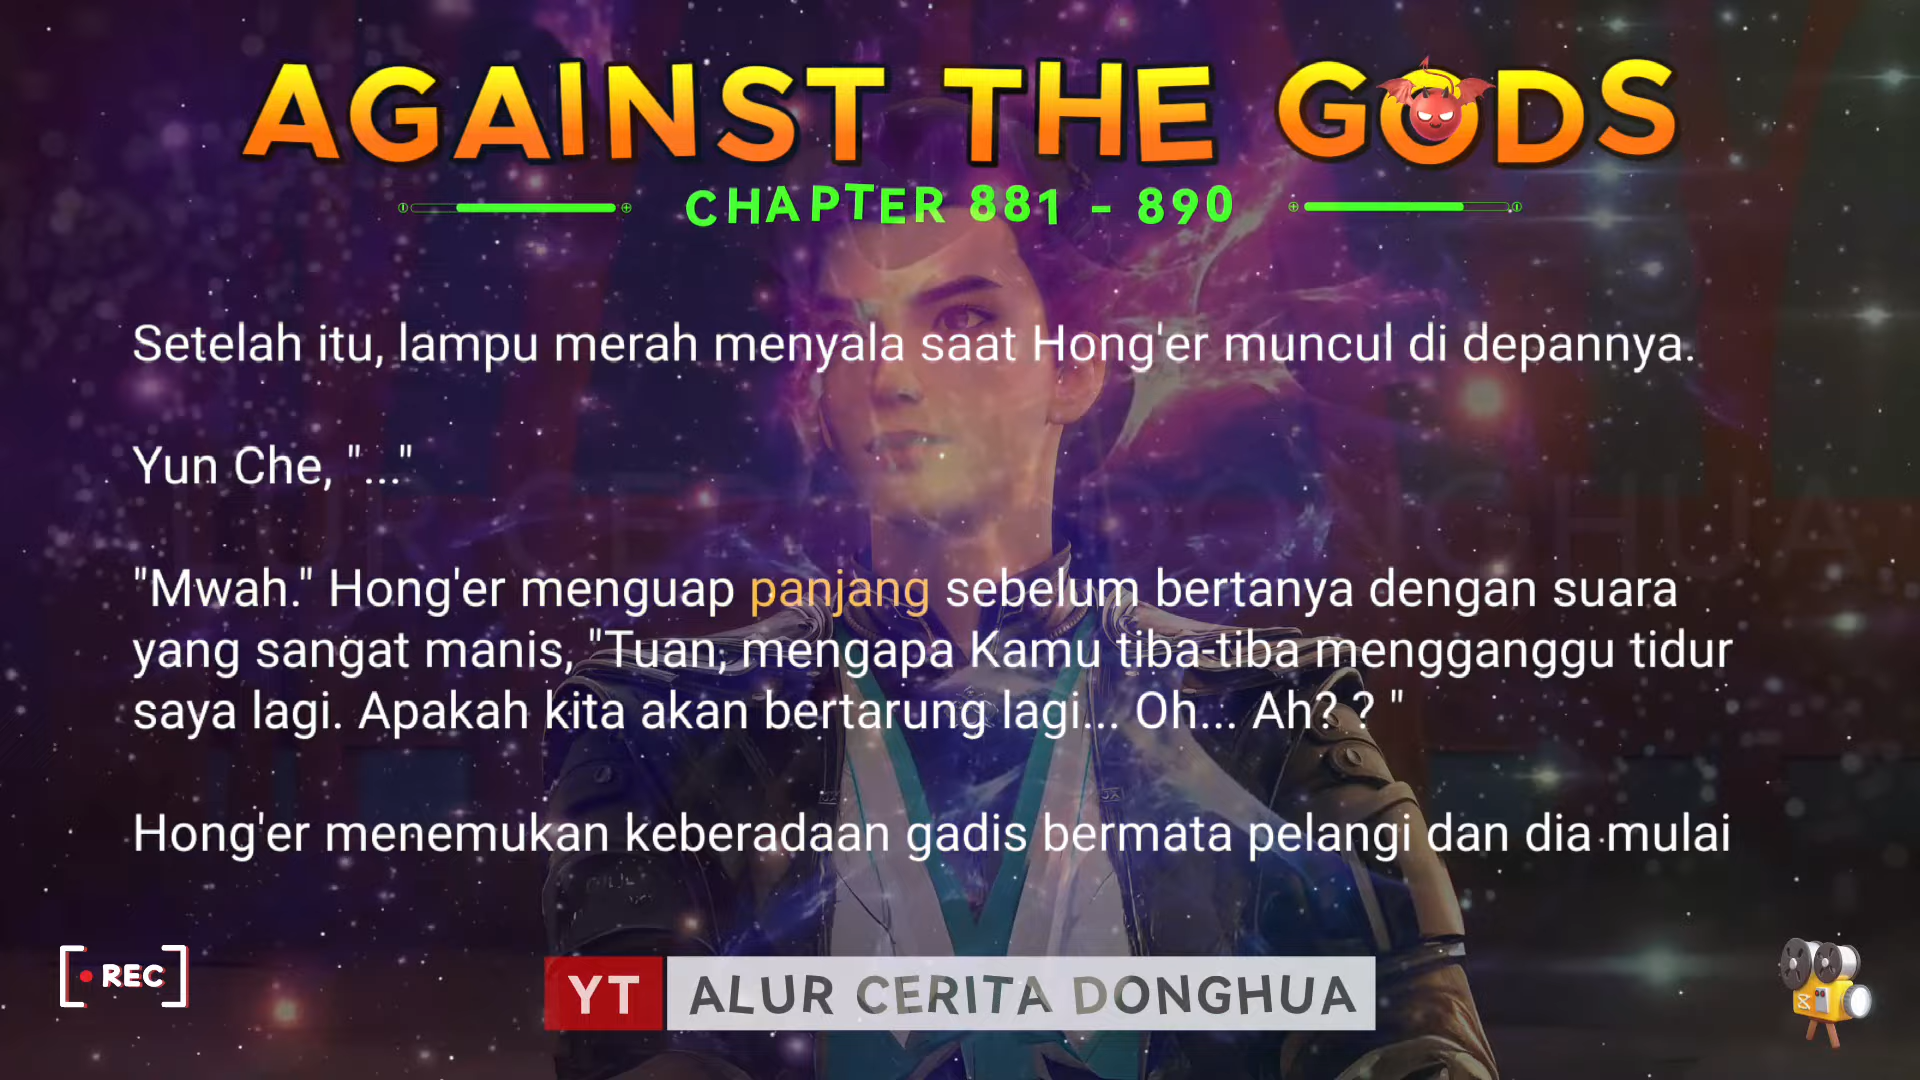 AGAINST THE GODS
CHAPTER 881 - 890
Setelah itu, lampu merah menyala saat Hong'er muncul di depannya.
Yun Che, "..."
"Mwah." Hong'er menguap panjang sebelum bertanya dengan suara
yang sangat manis, "Tuan, mengapa Kamu tiba-tiba mengganggu tidur
saya lagi. Apakah kita akan bertarung lagi... Oh... Ah? ? "
Hong'er menemukan keberadaan gadis bermata pelangi dan dia mulai
ALUR CERITA DONGHUA
REC
YT ALUR CERITA DONGHUA